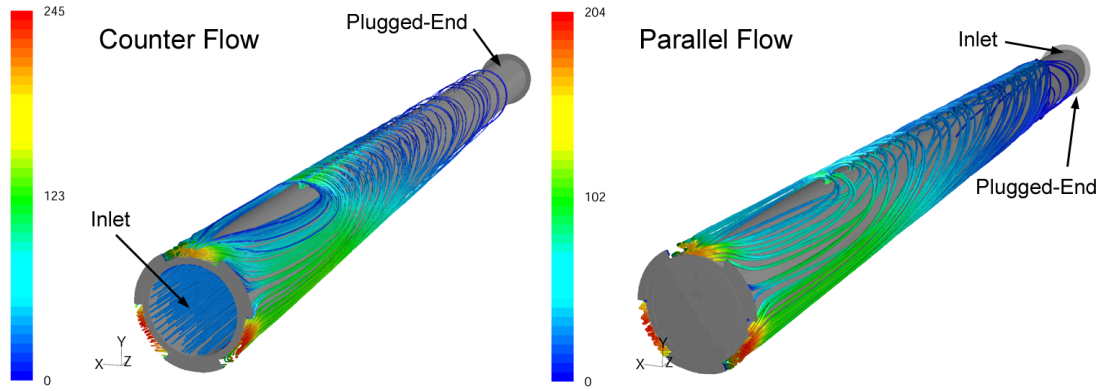 245
123
0
Counter Flow
Plugged-End
Inlet
Y
X
Z
204
102
0
Parallel Flow
Inlet
Plugged-End
Y
X
Z